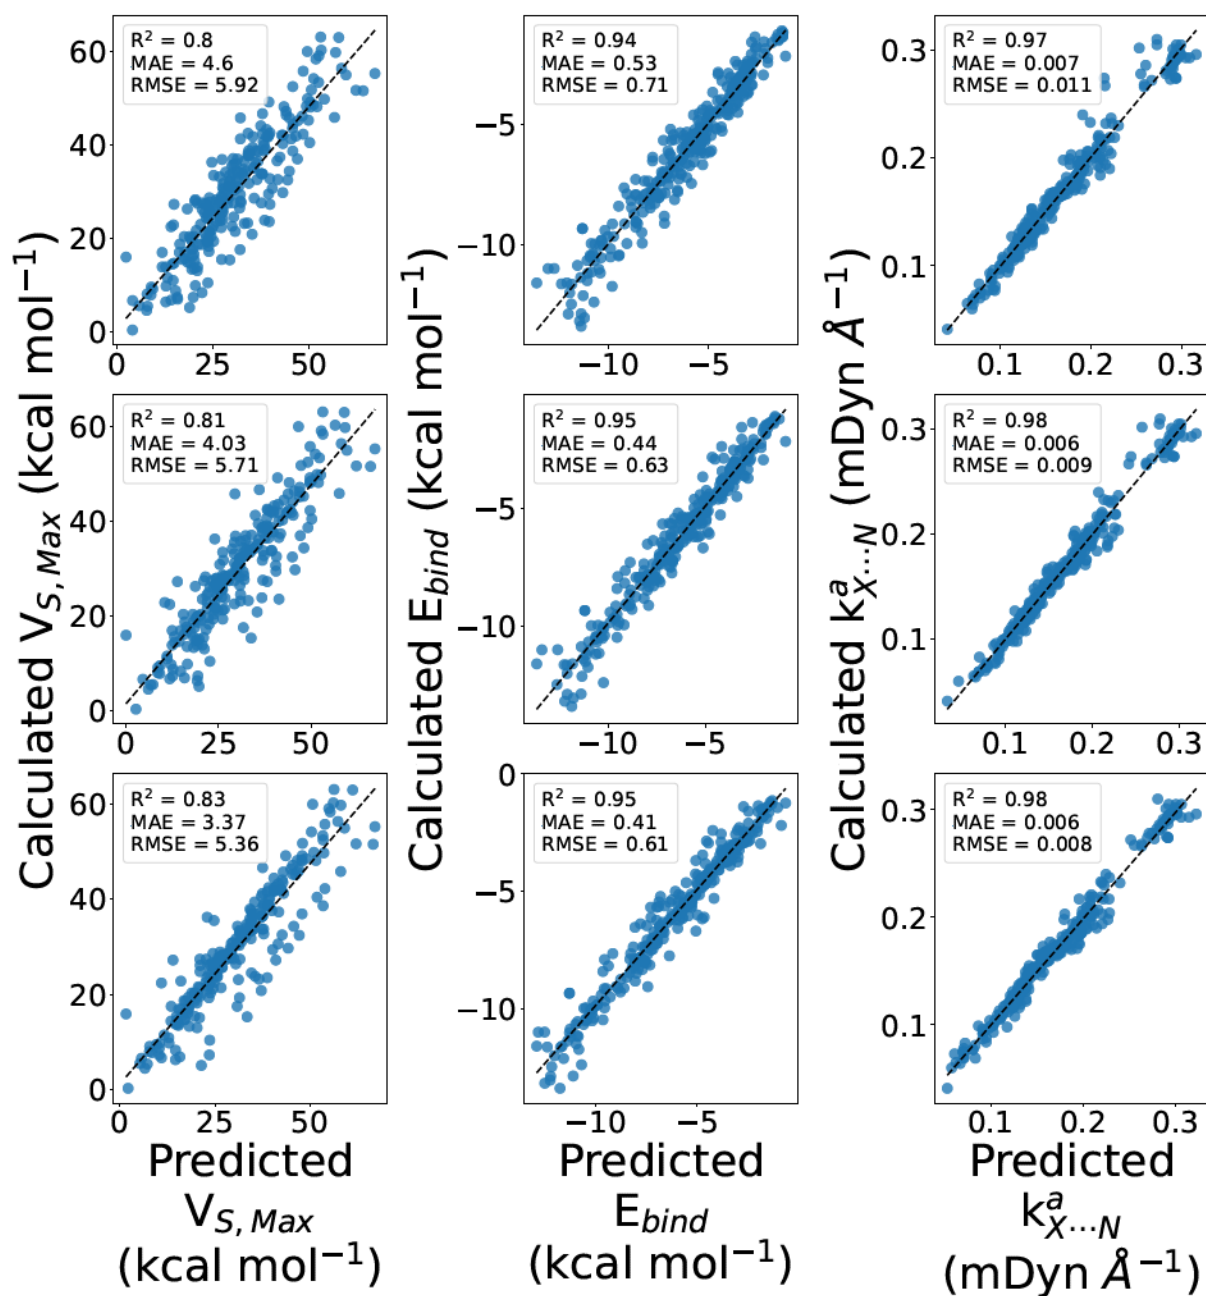 R² = 0.8
MAE = 4.6
RMSE = 5.92
60
40
20
0
0 25 50
R² = 0.94
MAE = 0.53
RMSE = 0.71
−5
−10
−10 −5
R² = 0.97
MAE = 0.007
RMSE = 0.011
0.3
0.2
0.1
0.1 0.2 0.3
Calculated V_{S, Max} (kcal mol⁻¹)
R² = 0.81
MAE = 4.03
RMSE = 5.71
60
40
20
0
0 25 50
Calculated E_{bind} (kcal mol⁻¹)
R² = 0.95
MAE = 0.44
RMSE = 0.63
−5
−10
−10 −5
Calculated k^a_{X···N} (mDyn Å⁻¹)
R² = 0.98
MAE = 0.006
RMSE = 0.009
0.3
0.2
0.1
0.1 0.2 0.3
R² = 0.83
MAE = 3.37
RMSE = 5.36
60
40
20
0
0 25 50
R² = 0.95
MAE = 0.41
RMSE = 0.61
0
−5
−10
−10 −5
R² = 0.98
MAE = 0.006
RMSE = 0.008
0.3
0.2
0.1
0.1 0.2 0.3
Predicted
V_{S, Max}
(kcal mol⁻¹)
Predicted
E_{bind}
(kcal mol⁻¹)
Predicted
k^a_{X···N}
(mDyn Å⁻¹)